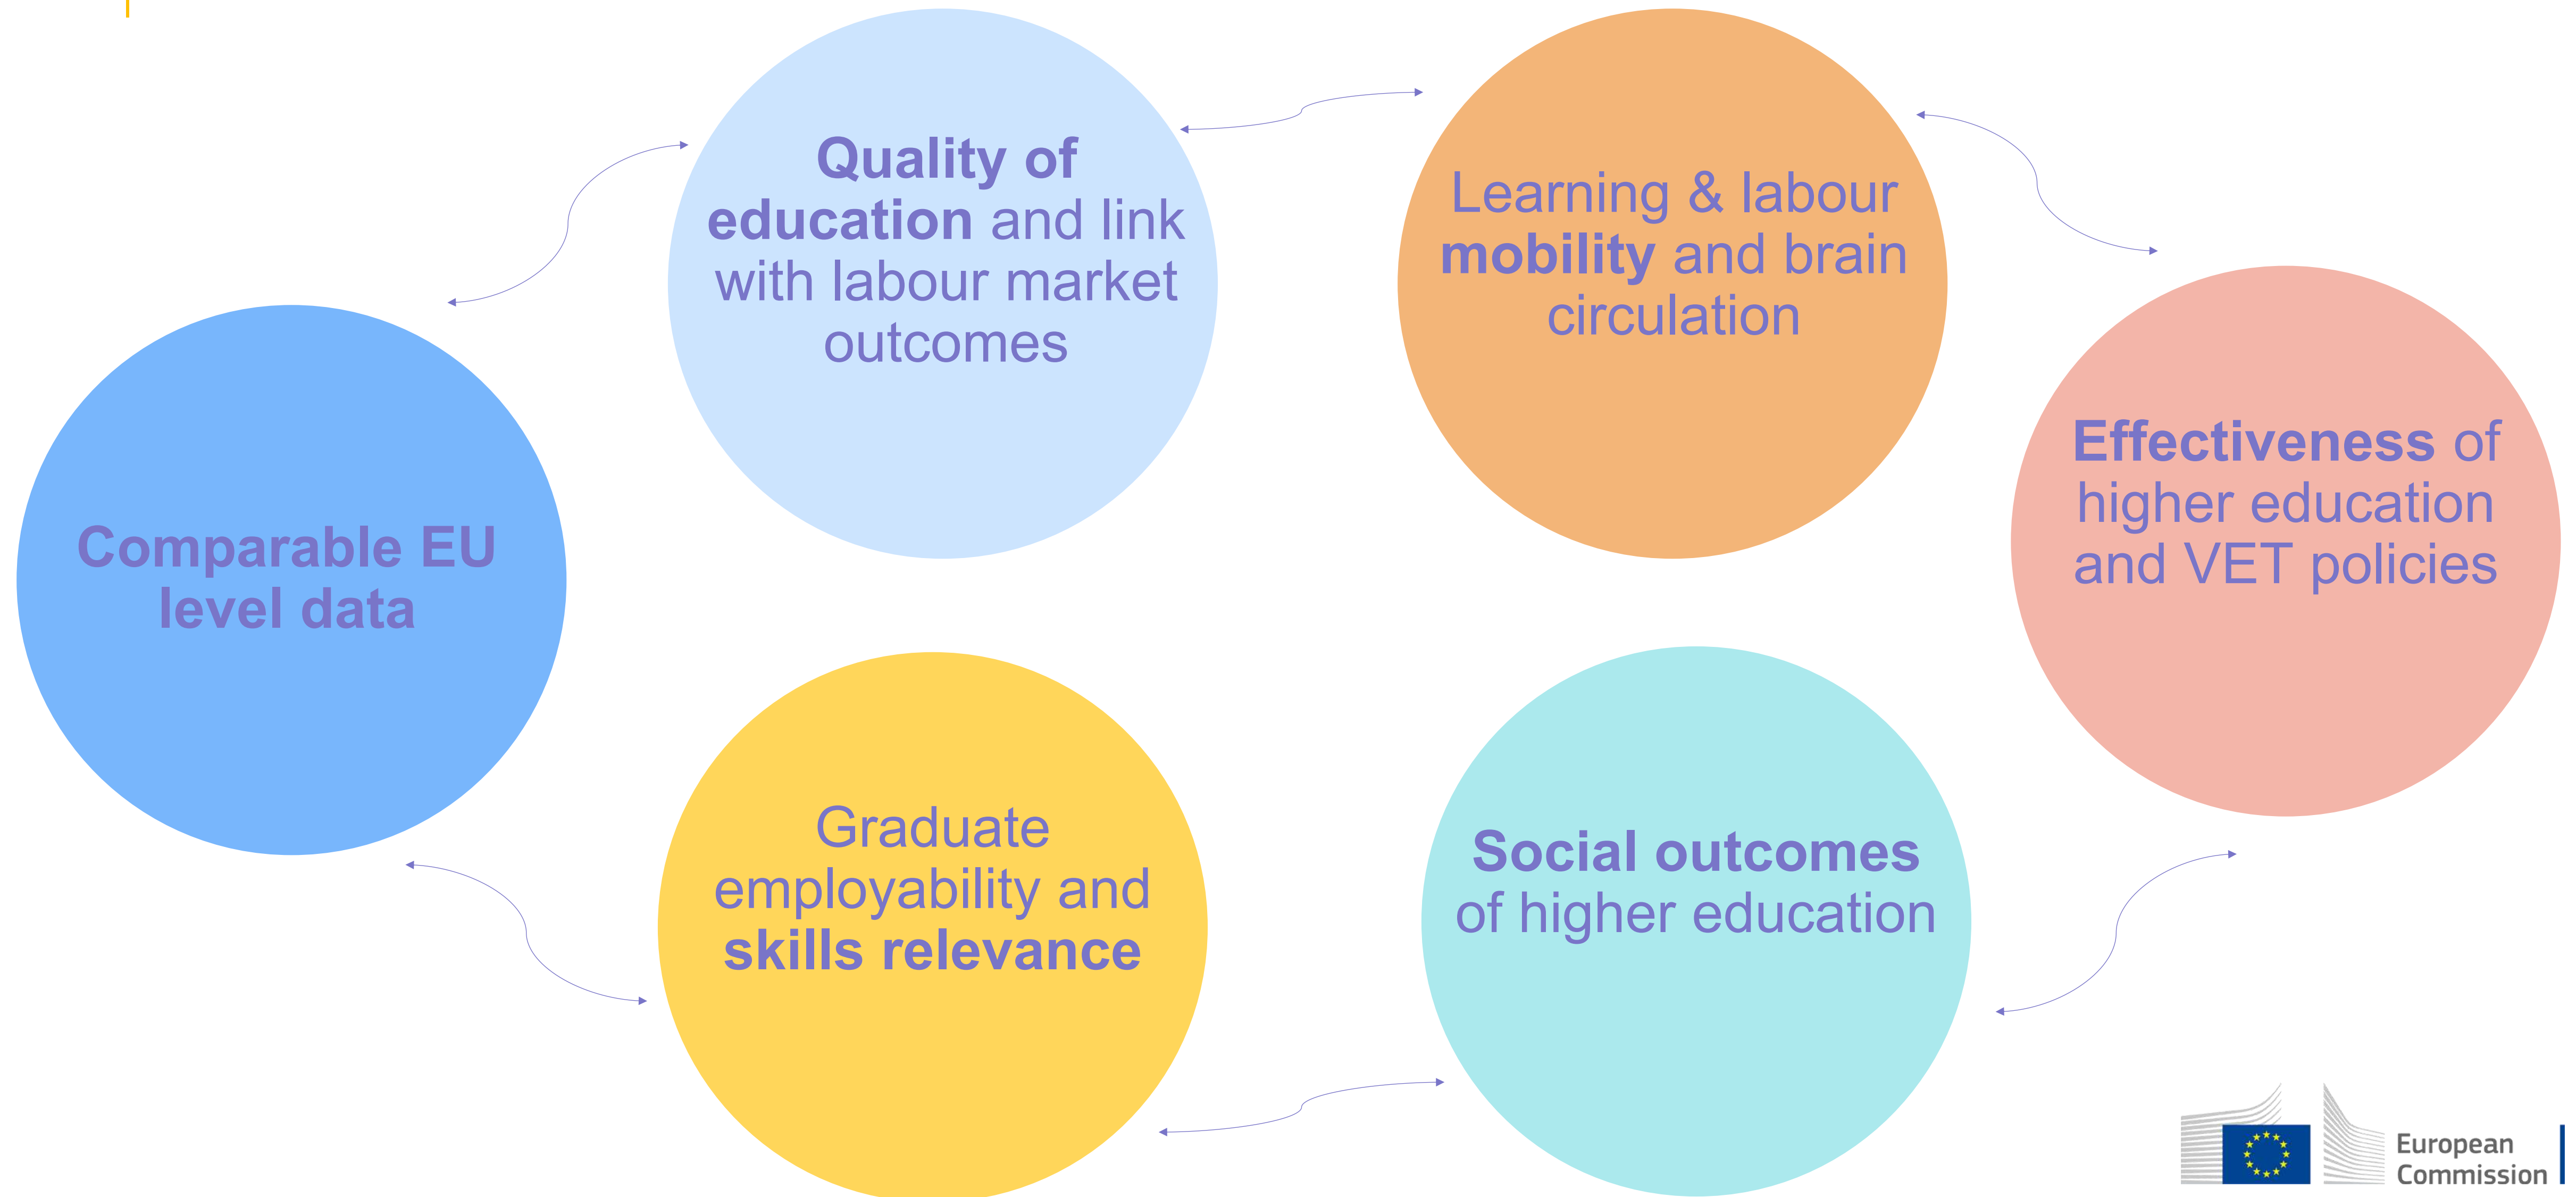 Quality of
education and link
with labour market
outcomes
Learning & labour
mobility and brain
circulation
Effectiveness of
higher education
and VET policies
Comparable EU
level data
Graduate
employability and
skills relevance
Social outcomes
of higher education
European
Commission